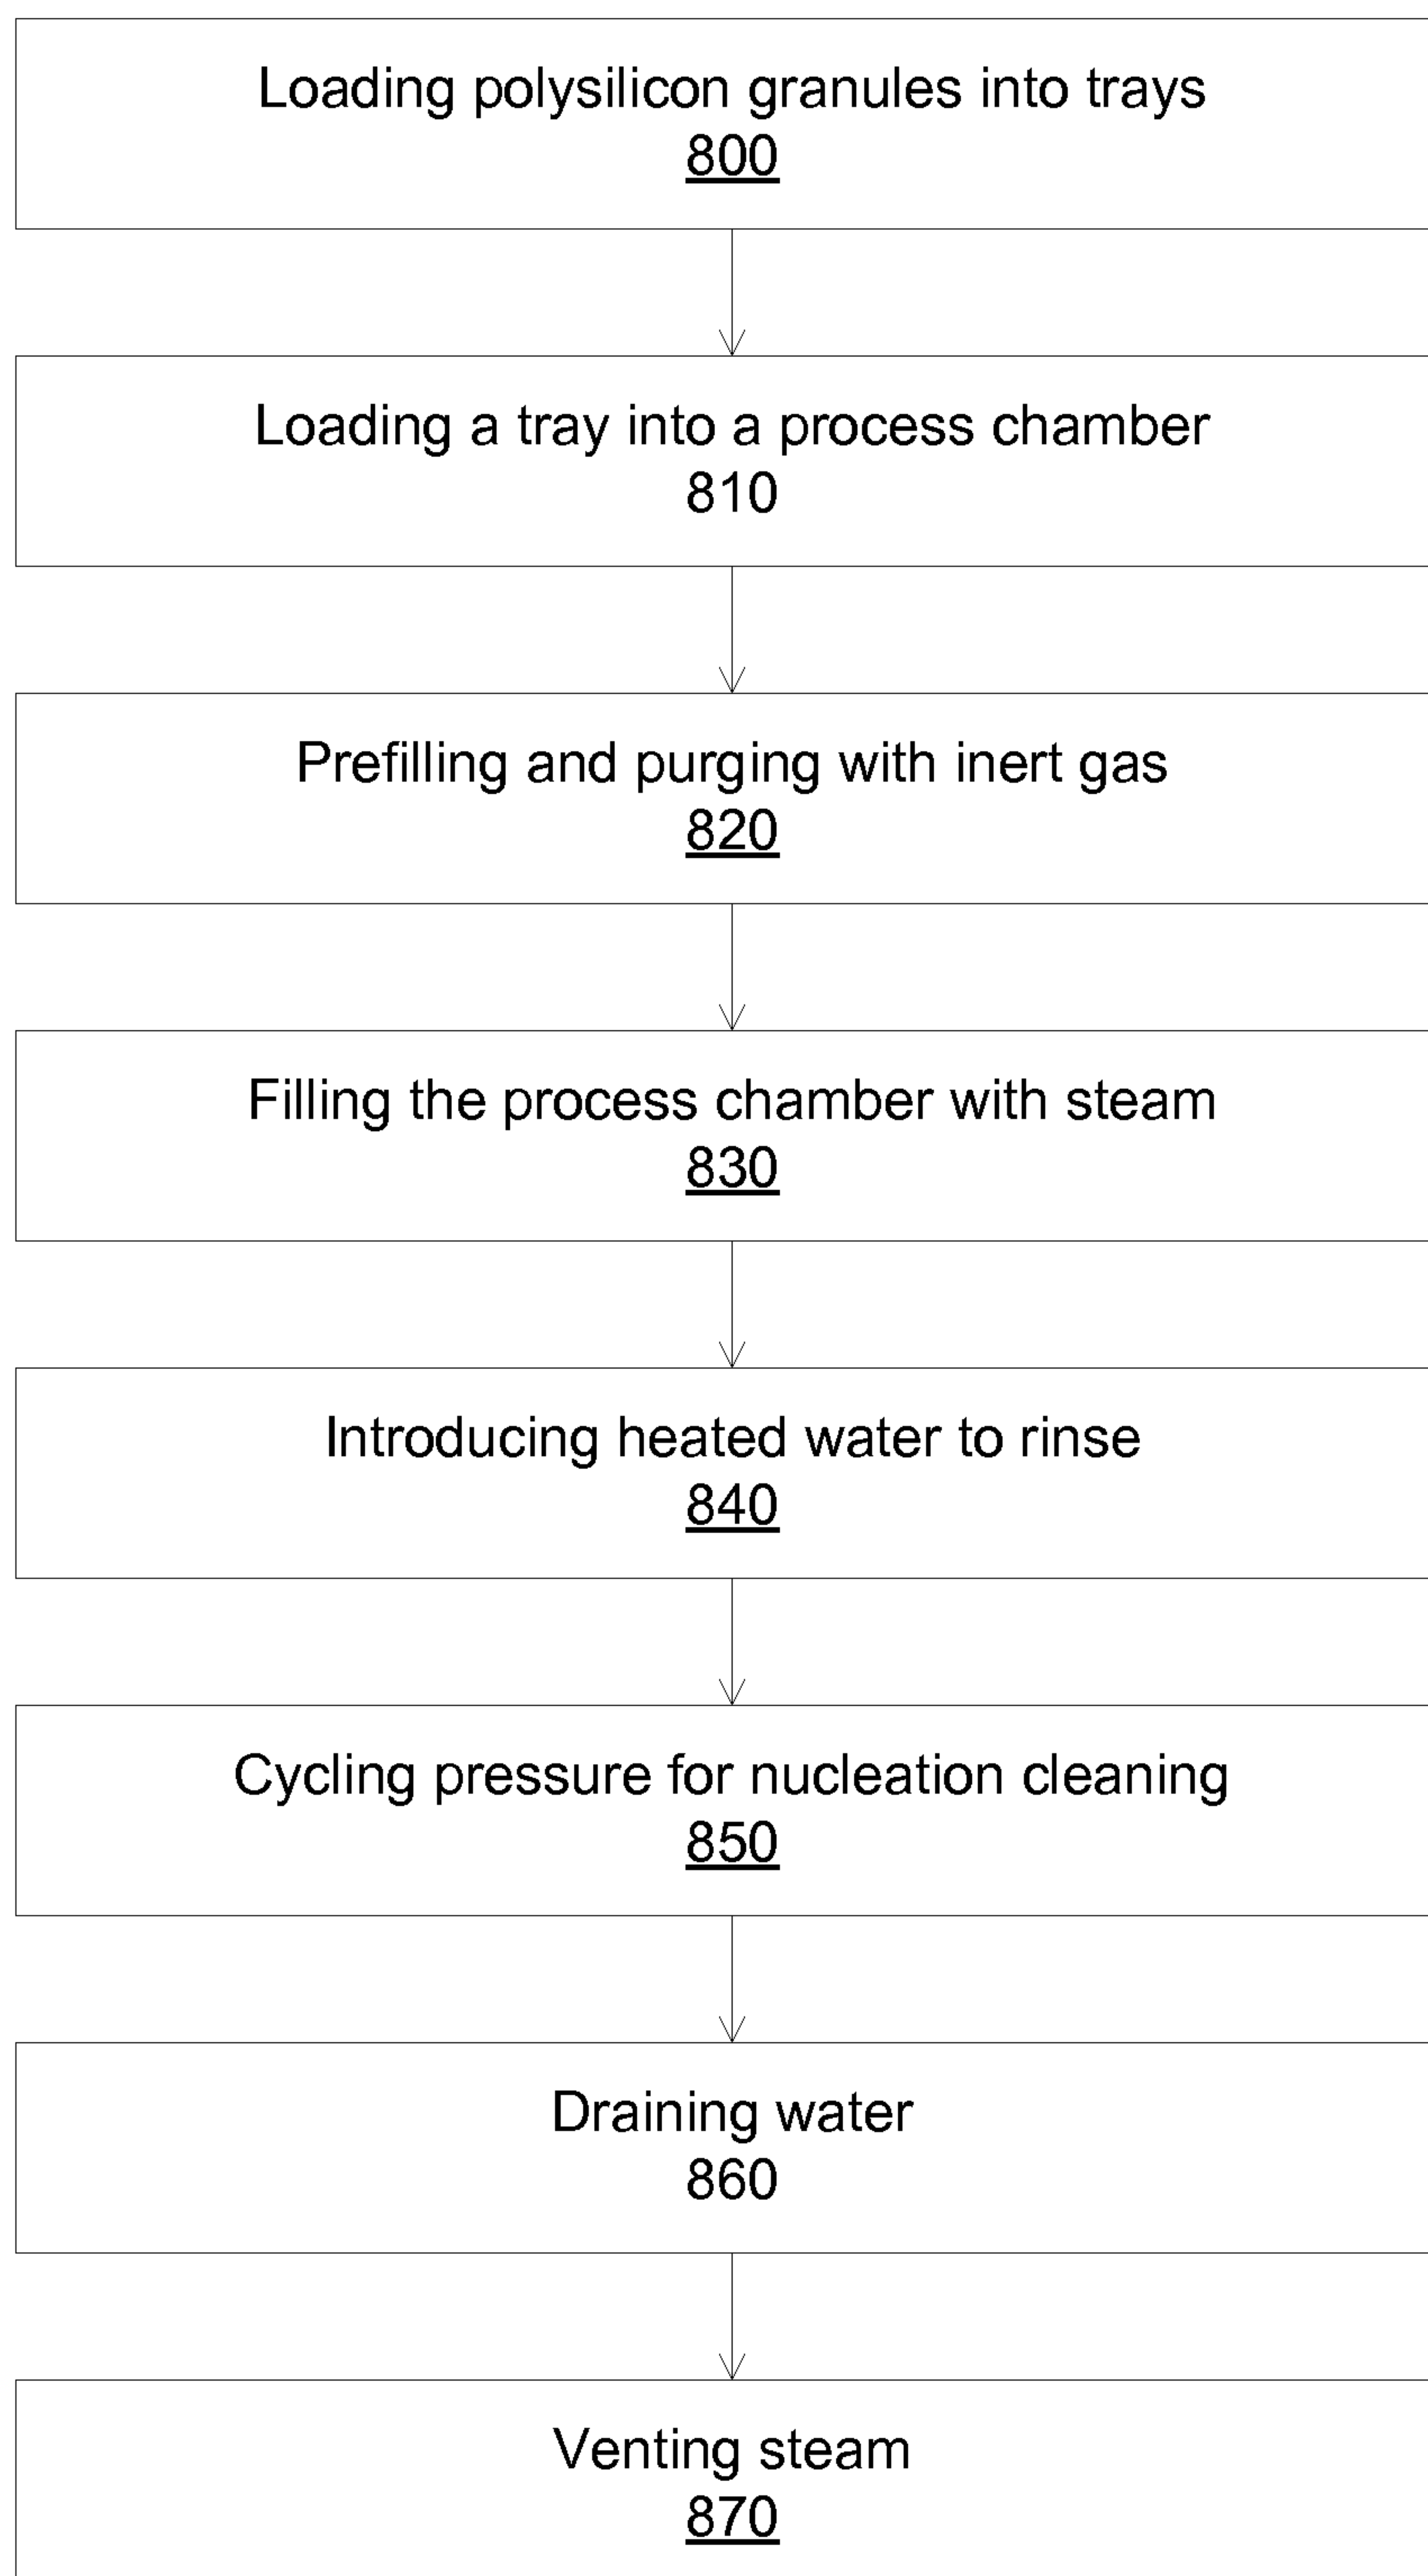 Loading polysilicon granules into trays
800
Loading a tray into a process chamber
810
Prefilling and purging with inert gas
820
Filling the process chamber with steam
830
Introducing heated water to rinse
840
Cycling pressure for nucleation cleaning
850
Draining water
860
Venting steam
870